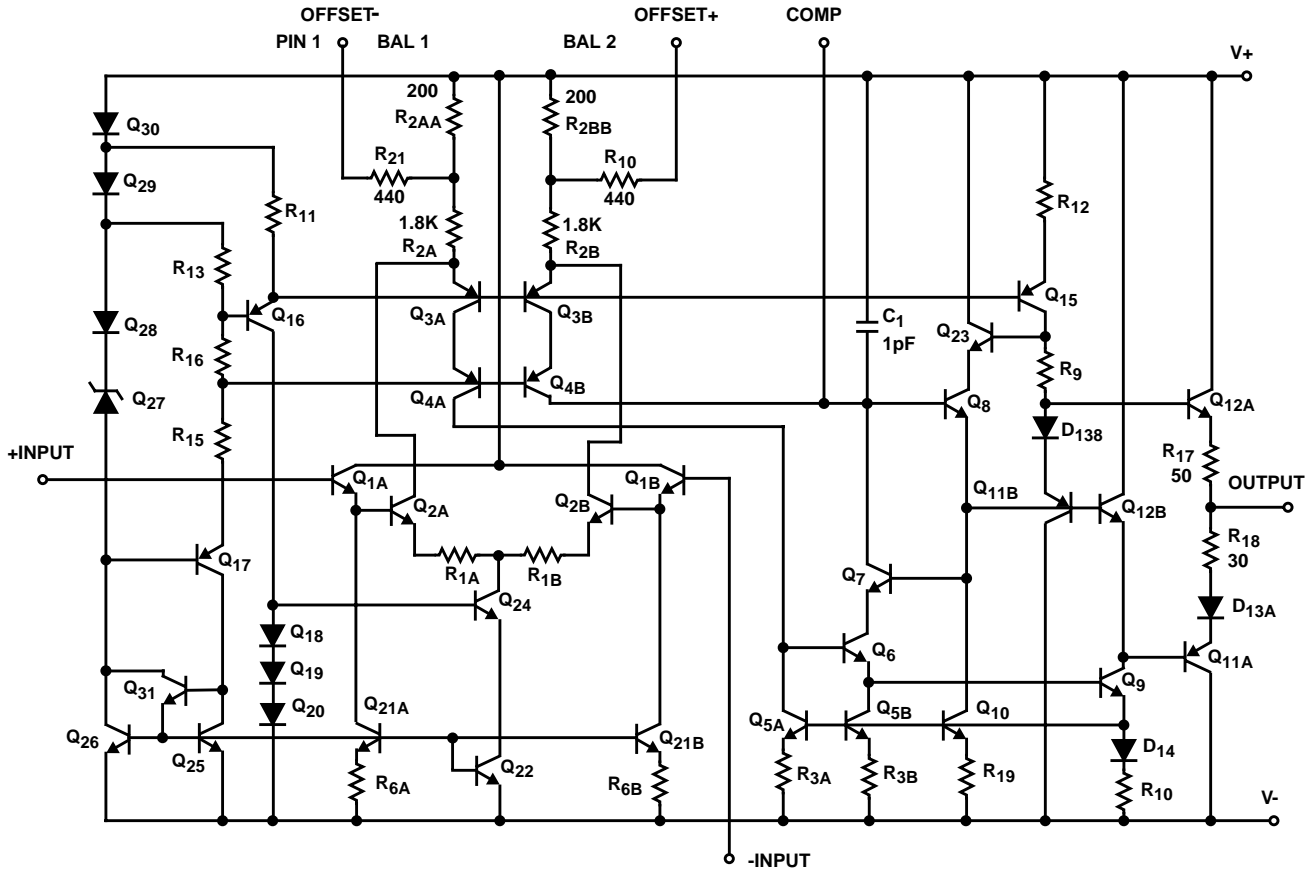 OFFSET- OFFSET+ COMP
PIN 1 BAL 1 BAL 2
V+
200 200
R2AA R2BB
Q30
R21 R10
440 440
Q29
R11 R12
1.8K 1.8K
R2A R2B
R13
Q16 Q15
Q3A Q3B
C1
1pF
Q28 Q23
R16 R9
Q4A Q4B
Q27 Q8 Q12A
R15 D138
+INPUT R17
50
Q1A Q1B
Q2A Q2B Q11B OUTPUT
Q12B
R18
30
Q17
R1A R1B Q7
Q24 D13A
Q18
Q6 Q11A
Q19
Q31 Q9
Q20 Q21A Q5A Q5B Q10
Q26 Q21B
Q25 Q22 D14
R6A R6B R3A R3B R19
R10
V-
-INPUT